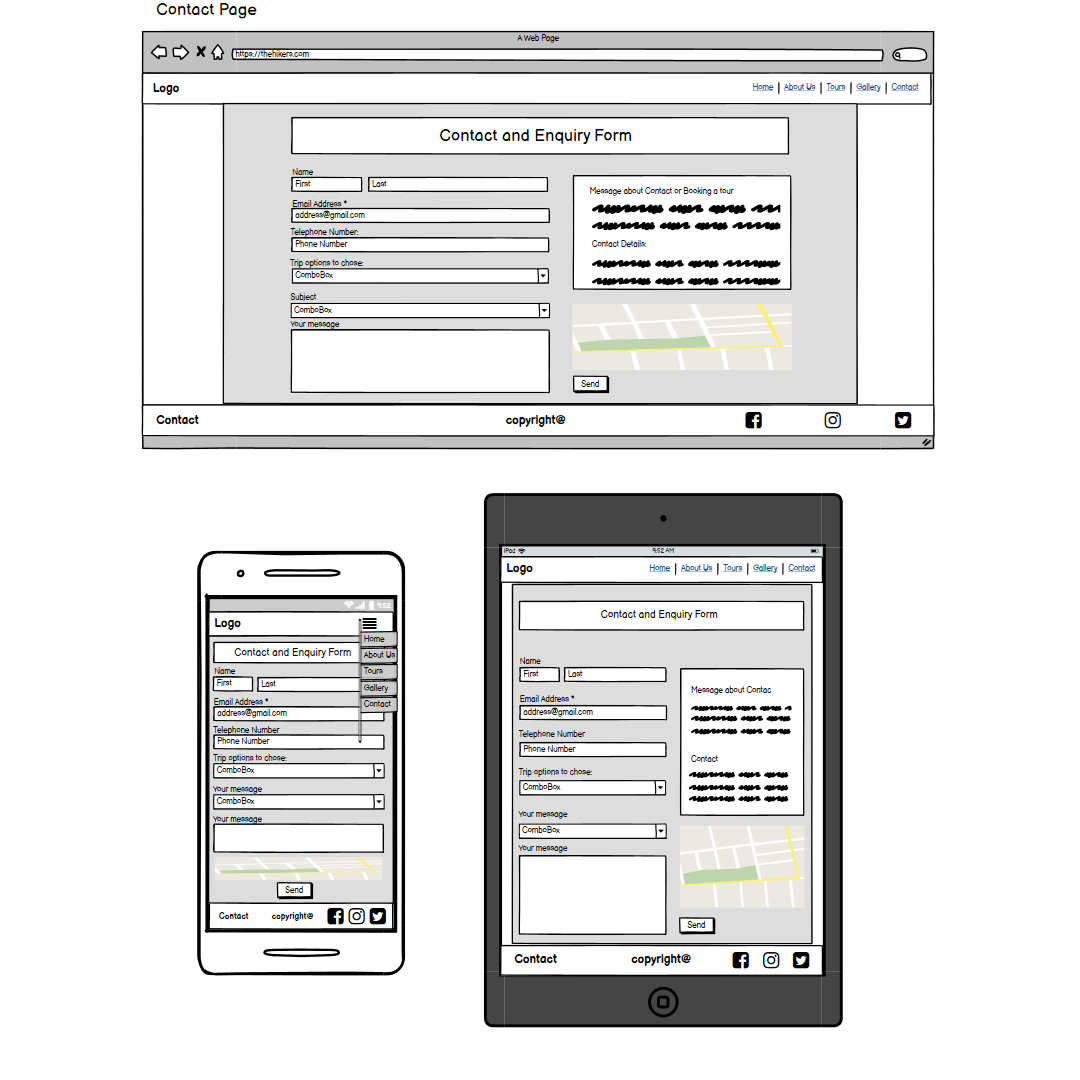 Contact Page
A Web Page
https://thehikers.com
Logo
Home | About Us | Tours | Gallery | Contact
Contact and Enquiry Form
Name
First Last
Email Address *
address@gmail.com
Telephone Number:
Phone Number
Trip options to chose:
ComboBox
Subject
ComboBox
Your message
Message about Contact or Booking a tour
Contact Details:
Send
Contact copyright@
9:52
Logo
Home
About Us
Tours
Gallery
Contact
Contact and Enquiry Form
Name
First Last
Email Address *
address@gmail.com
Telephone Number
Phone Number
Trip options to chose:
ComboBox
Your message
ComboBox
Your message
Send
Contact copyright@
iPad 9:52 AM
Logo Home | About Us | Tours | Gallery | Contact
Contact and Enquiry Form
Name
First Last
Email Address *
address@gmail.com
Telephone Number
Phone Number
Trip options to chose:
ComboBox
Your message
ComboBox
Your message
Message about Contac
Contact
Send
Contact copyright@